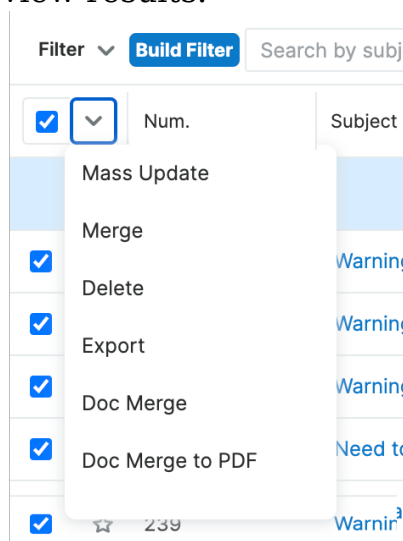 Filter Build Filter Search by subj
Num. Subject
Mass Update
Merge
Delete
Warning
Export
Warning
Doc Merge
Warning
Doc Merge to PDF
Need to
239 Warnin